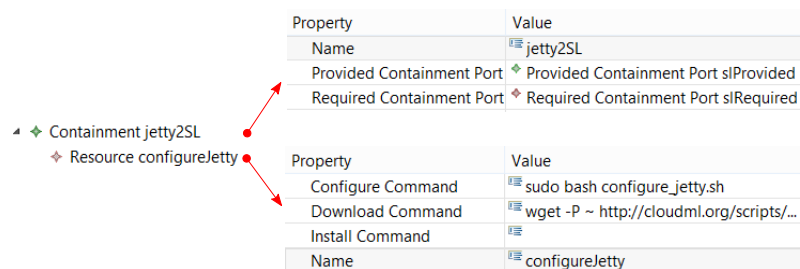 Property Value
Name jetty2SL
Provided Containment Port Provided Containment Port slProvided
Required Containment Port Required Containment Port slRequired
Containment jetty2SL
Resource configureJetty
Property Value
Configure Command sudo bash configure_jetty.sh
Download Command wget -P ~ http://cloudml.org/scripts/...
Install Command
Name configureJetty